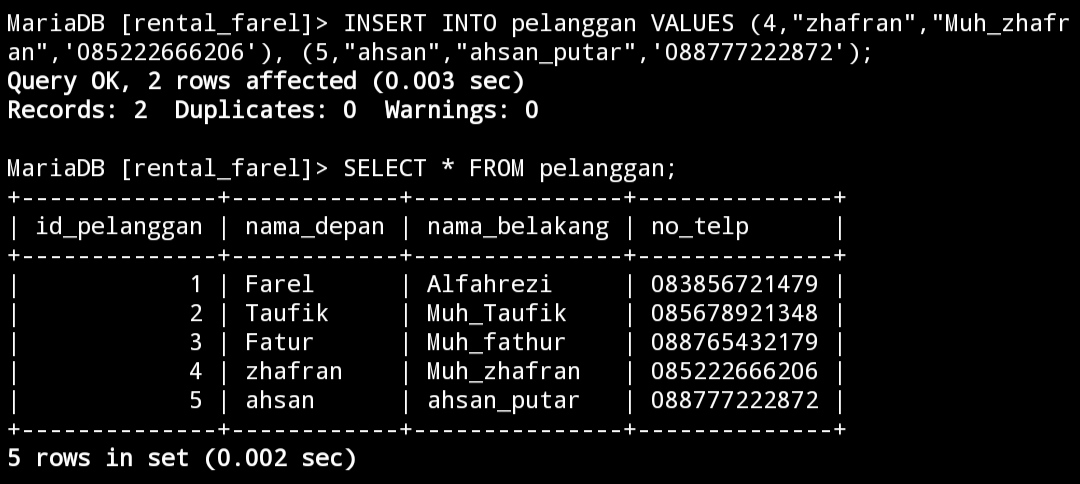 MariaDB [rental_farel]> INSERT INTO pelanggan VALUES (4,"zhafran","Muh_zhafr
an",'085222666206'), (5,"ahsan","ahsan_putar",'088777222872');
Query OK, 2 rows affected (0.003 sec)
Records: 2  Duplicates: 0  Warnings: 0

MariaDB [rental_farel]> SELECT * FROM pelanggan;
+--------------+------------+---------------+--------------+
| id_pelanggan | nama_depan | nama_belakang | no_telp      |
+--------------+------------+---------------+--------------+
|            1 | Farel      | Alfahrezi     | 083856721479 |
|            2 | Taufik     | Muh_Taufik    | 085678921348 |
|            3 | Fatur      | Muh_fathur    | 088765432179 |
|            4 | zhafran    | Muh_zhafran   | 085222666206 |
|            5 | ahsan      | ahsan_putar   | 088777222872 |
+--------------+------------+---------------+--------------+
5 rows in set (0.002 sec)